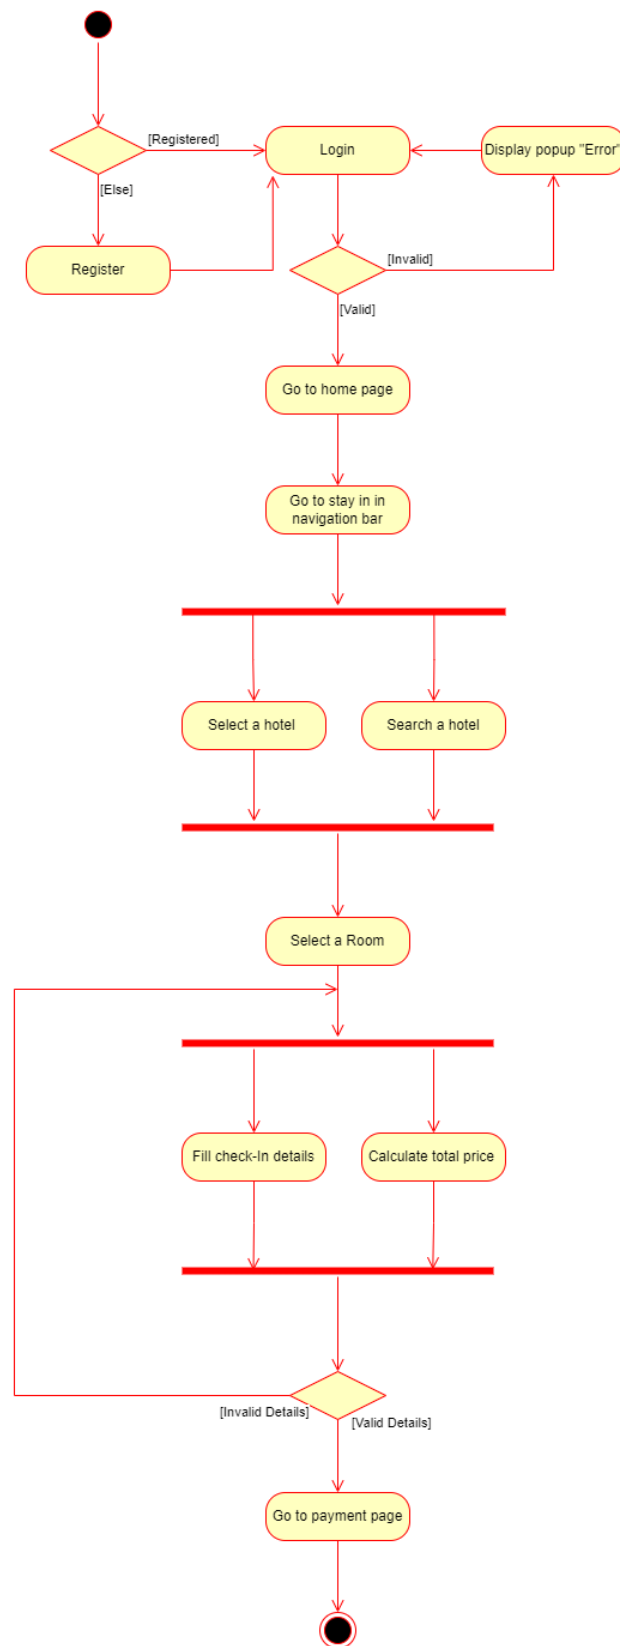 [Registered]
Login
Display popup "Error"
[Else]
Register
[Invalid]
[Valid]
Go to home page
Go to stay in in
navigation bar
Select a hotel
Search a hotel
Select a Room
Fill check-In details
Calculate total price
[Invalid Details]
[Valid Details]
Go to payment page